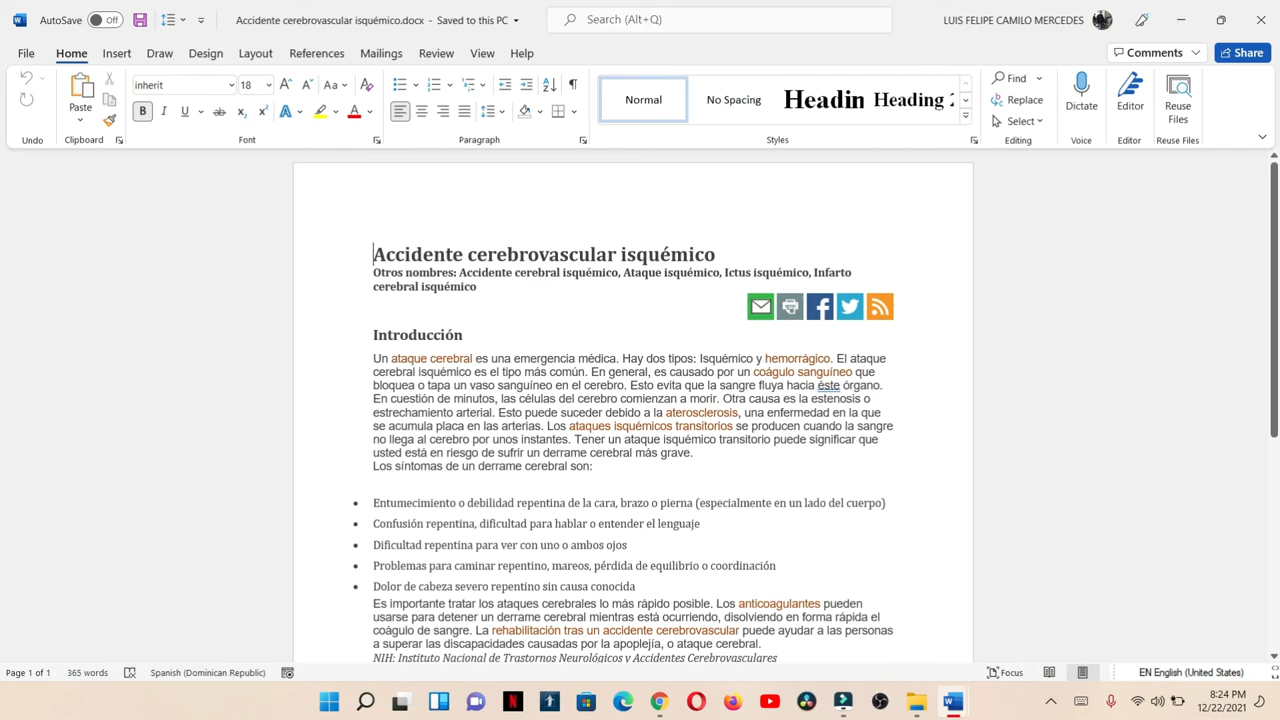 AutoSave Off Accidente cerebrovascular isquémico.docx - Saved to this PC Search (Alt+Q) LUIS FELIPE CAMILO MERCEDES
File Home Insert Draw Design Layout References Mailings Review View Help Comments Share
inherit 18 Aa
Paste
Normal No Spacing Headin Heading 2
Find
Replace
Select
Dictate
Editor
Reuse
Files
Undo Clipboard Font Paragraph Styles Editing Voice Editor Reuse Files
Accidente cerebrovascular isquémico
Otros nombres: Accidente cerebral isquémico, Ataque isquémico, Ictus isquémico, Infarto
cerebral isquémico
Introducción
Un ataque cerebral es una emergencia médica. Hay dos tipos: Isquémico y hemorrágico. El ataque
cerebral isquémico es el tipo más común. En general, es causado por un coágulo sanguíneo que
bloquea o tapa un vaso sanguíneo en el cerebro. Esto evita que la sangre fluya hacia éste órgano.
En cuestión de minutos, las células del cerebro comienzan a morir. Otra causa es la estenosis o
estrechamiento arterial. Esto puede suceder debido a la aterosclerosis, una enfermedad en la que
se acumula placa en las arterias. Los ataques isquémicos transitorios se producen cuando la sangre
no llega al cerebro por unos instantes. Tener un ataque isquémico transitorio puede significar que
usted está en riesgo de sufrir un derrame cerebral más grave.
Los síntomas de un derrame cerebral son:
• Entumecimiento o debilidad repentina de la cara, brazo o pierna (especialmente en un lado del cuerpo)
• Confusión repentina, dificultad para hablar o entender el lenguaje
• Dificultad repentina para ver con uno o ambos ojos
• Problemas para caminar repentino, mareos, pérdida de equilibrio o coordinación
• Dolor de cabeza severo repentino sin causa conocida
Es importante tratar los ataques cerebrales lo más rápido posible. Los anticoagulantes pueden
usarse para detener un derrame cerebral mientras está ocurriendo, disolviendo en forma rápida el
coágulo de sangre. La rehabilitación tras un accidente cerebrovascular puede ayudar a las personas
a superar las discapacidades causadas por la apoplejía, o ataque cerebral.
NIH: Instituto Nacional de Trastornos Neurológicos y Accidentes Cerebrovasculares
Page 1 of 1 365 words Spanish (Dominican Republic) Focus EN English (United States)
8:24 PM
12/22/2021